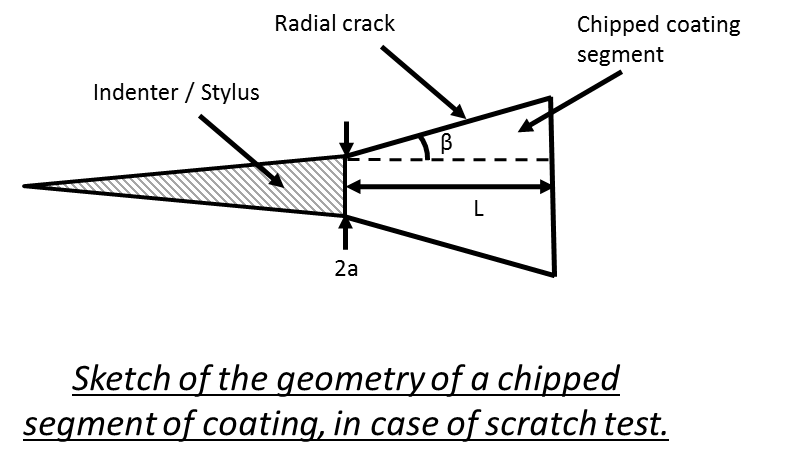 Radial crack
Chipped coating
segment
Indenter / Stylus
β
L
2a
Sketch of the geometry of a chipped
segment of coating, in case of scratch test.